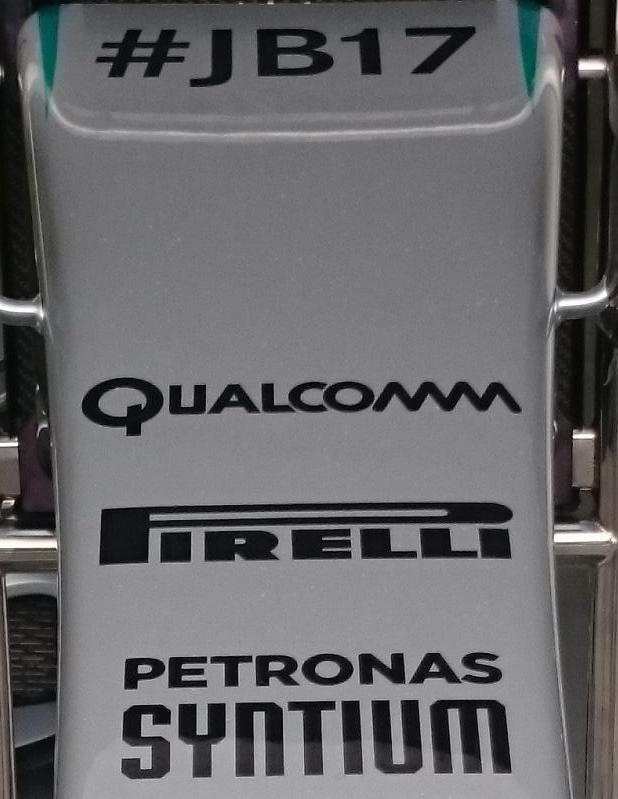 #JB17
QUALCOMM
PIRELLI
PETRONAS
SYNTIUM